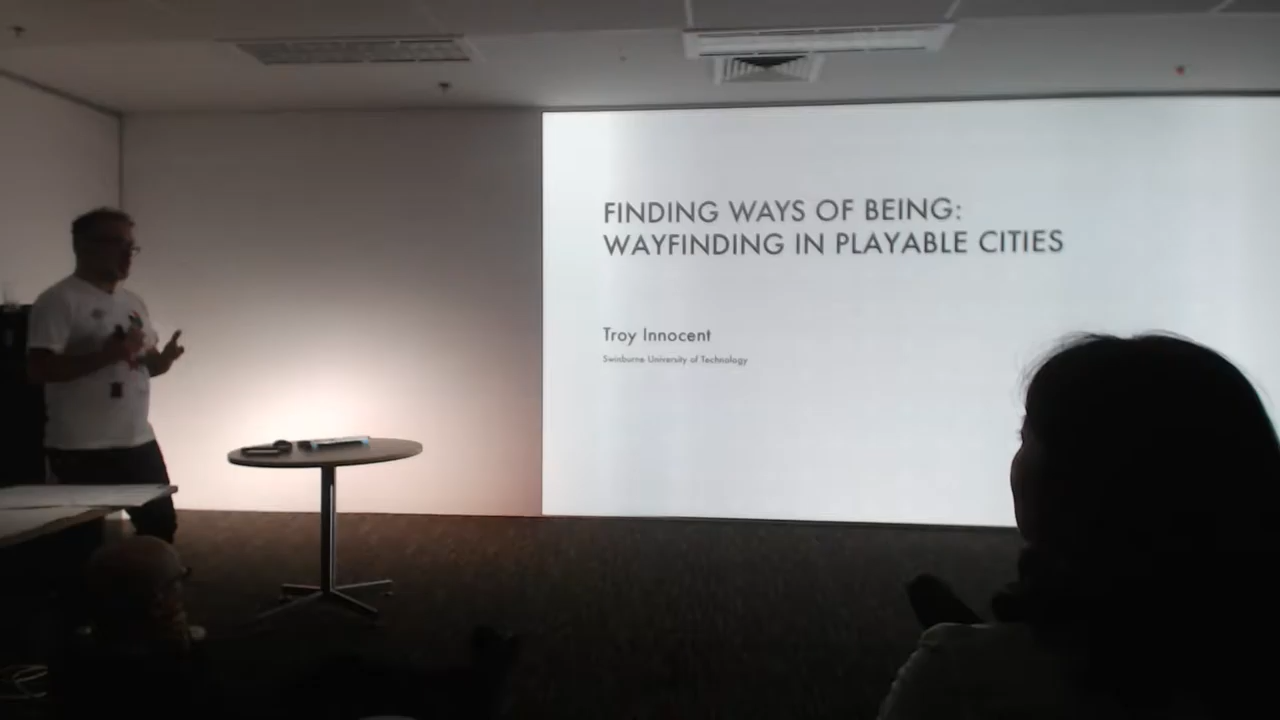 FINDING WAYS OF BEING:
WAYFINDING IN PLAYABLE CITIES
Troy Innocent
Swinburne University of Technology